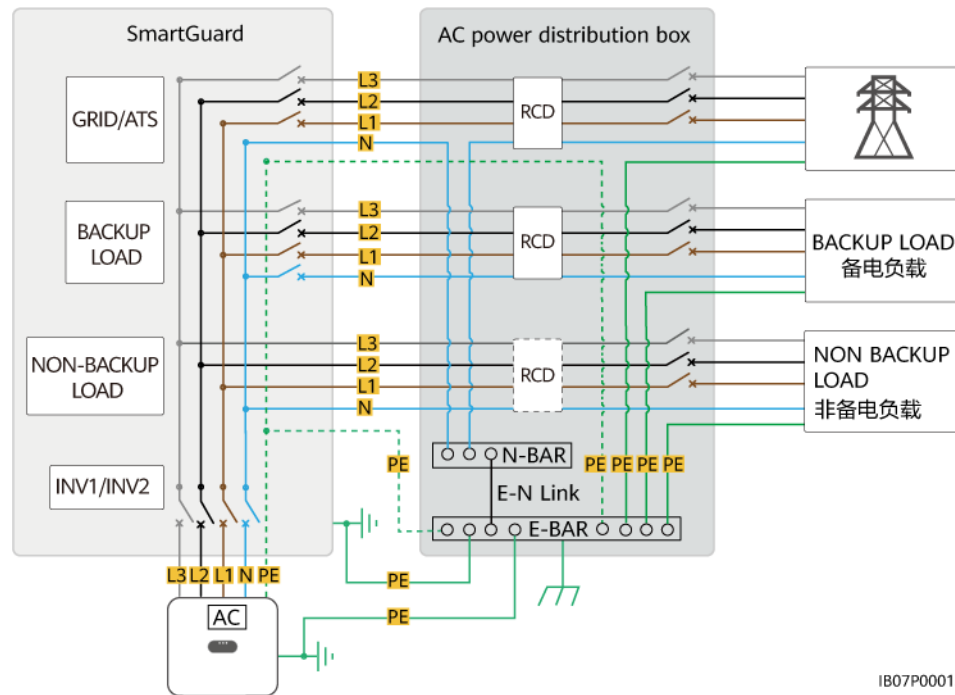 SmartGuard
AC power distribution box
GRID/ATS
L3
L2
L1
N
RCD
BACKUP
LOAD
L3
L2
L1
N
RCD
BACKUP LOAD
备电负载
NON-BACKUP
LOAD
L3
L2
L1
N
RCD
NON BACKUP
LOAD
非备电负载
INV1/INV2
PE
N-BAR
PE
PE
PE
PE
E-N Link
E-BAR
L3
L2
L1
N
PE
PE
PE
AC
IB07P0001